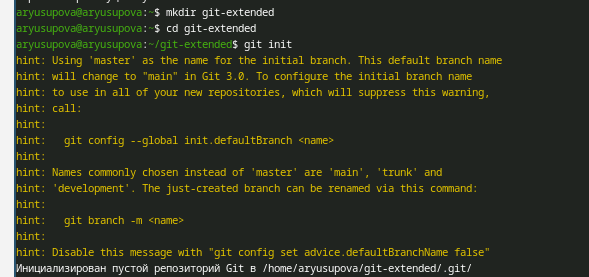 aryusupova@aryusupova:~$ mkdir git-extended
aryusupova@aryusupova:~$ cd git-extended
aryusupova@aryusupova:~/git-extended$ git init
hint: Using 'master' as the name for the initial branch. This default branch name
hint: will change to "main" in Git 3.0. To configure the initial branch name
hint: to use in all of your new repositories, which will suppress this warning,
hint: call:
hint:
hint:   git config --global init.defaultBranch <name>
hint:
hint: Names commonly chosen instead of 'master' are 'main', 'trunk' and
hint: 'development'. The just-created branch can be renamed via this command:
hint:
hint:   git branch -m <name>
hint:
hint: Disable this message with "git config set advice.defaultBranchName false"
Инициализирован пустой репозиторий Git в /home/aryusupova/git-extended/.git/